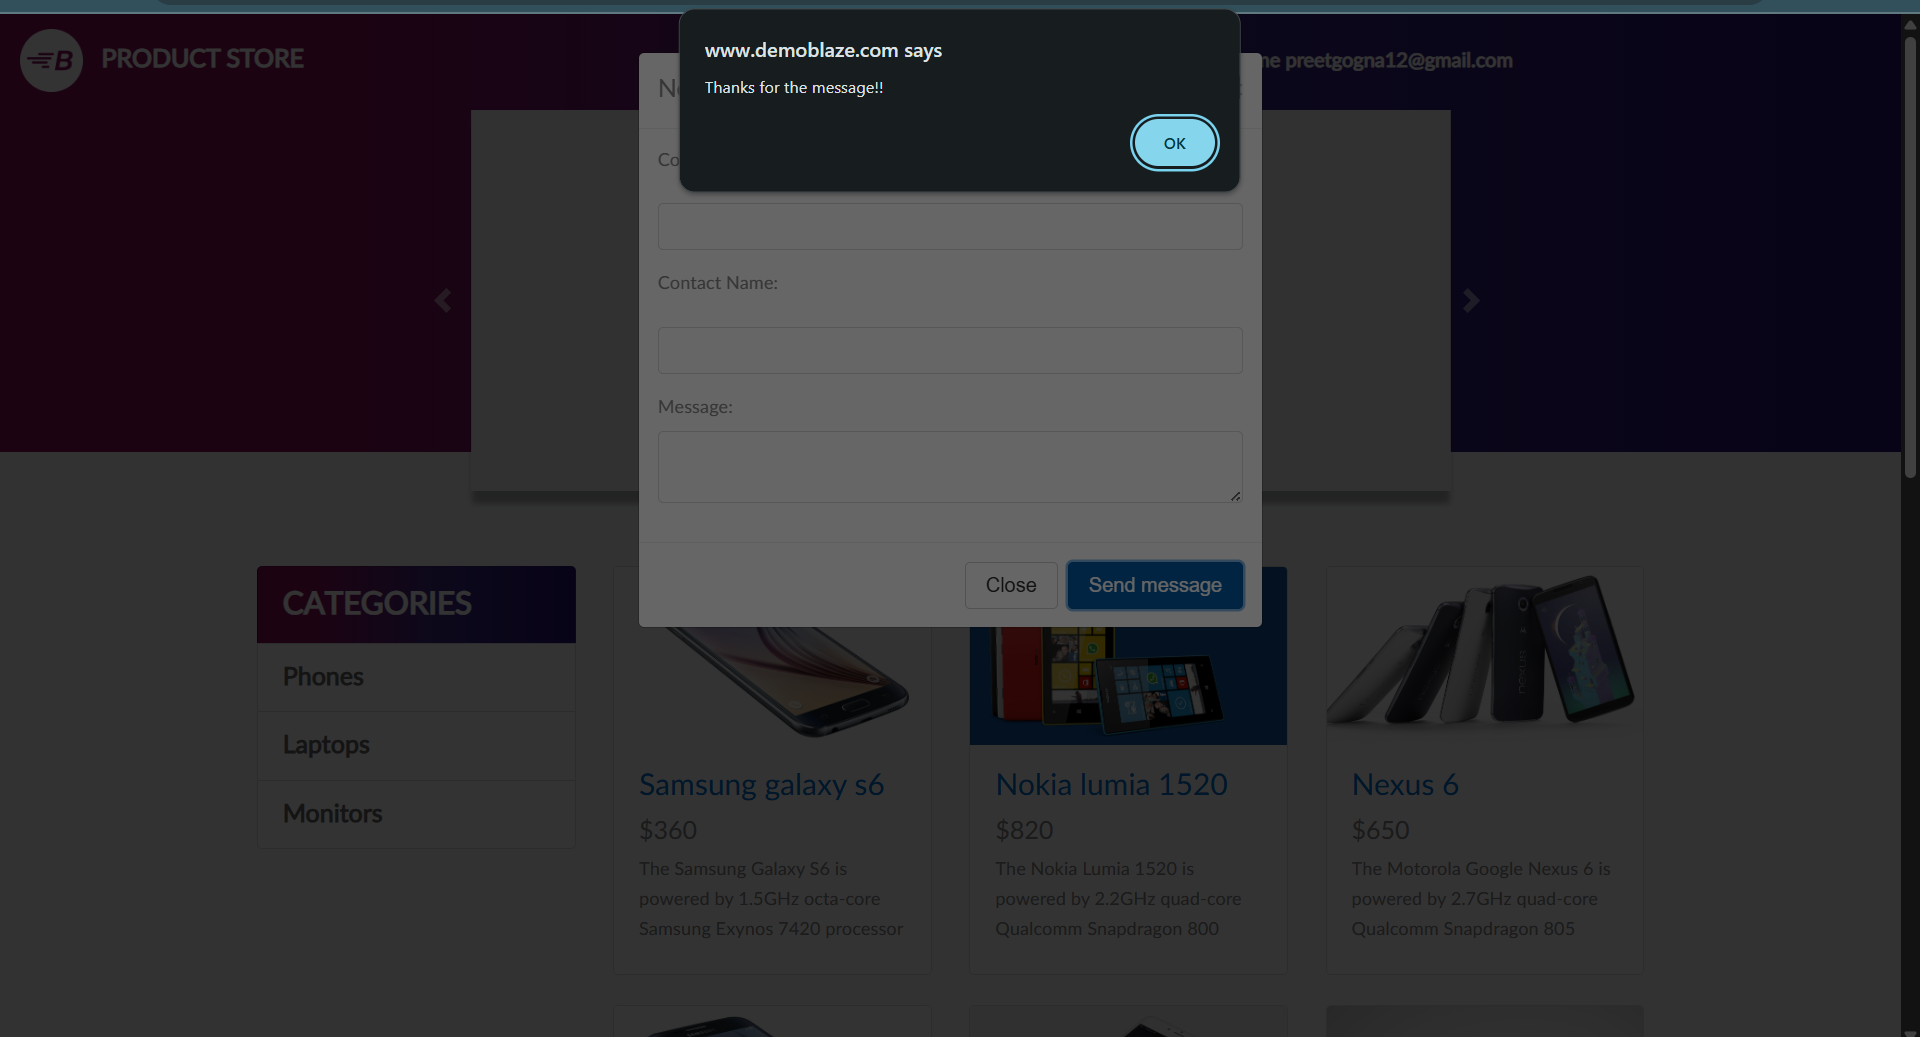 www.demoblaze.com says
Thanks for the message!!
OK
B PRODUCT STORE
me preetgogna12@gmail.com
Contact Name:
Message:
Close
Send message
CATEGORIES
Phones
Laptops
Monitors
Samsung galaxy s6
$360
The Samsung Galaxy S6 is
powered by 1.5GHz octa-core
Samsung Exynos 7420 processor
Nokia lumia 1520
$820
The Nokia Lumia 1520 is
powered by 2.2GHz quad-core
Qualcomm Snapdragon 800
Nexus 6
$650
The Motorola Google Nexus 6 is
powered by 2.7GHz quad-core
Qualcomm Snapdragon 805